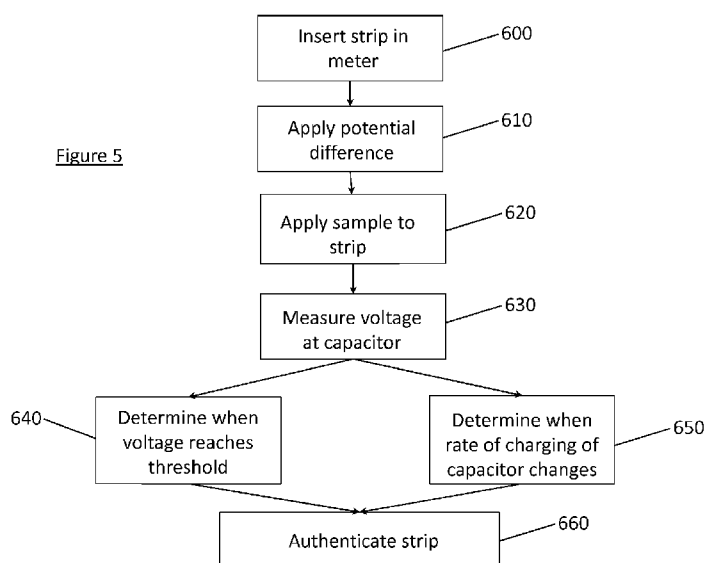 Insert strip in
meter
600
Apply potential
difference
610
Figure 5
Apply sample to
strip
620
Measure voltage
at capacitor
630
640
Determine when
voltage reaches
threshold
Determine when
rate of charging of
capacitor changes
650
Authenticate strip
660